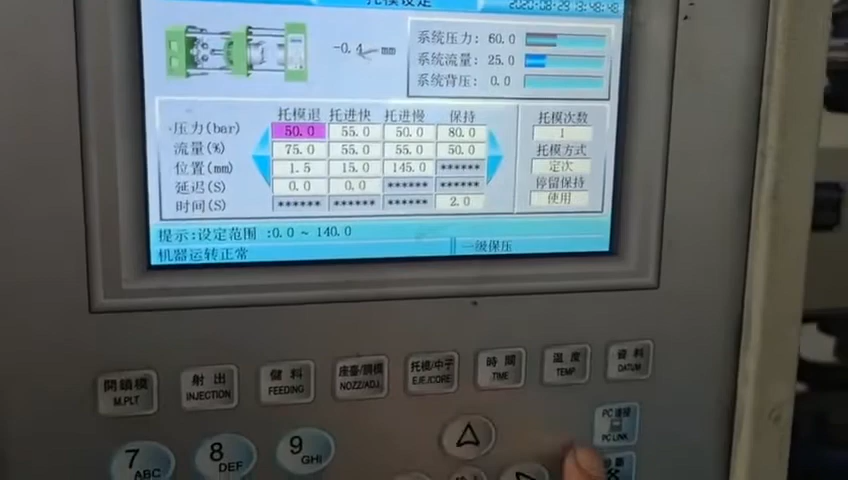 托模设定
-0.4 mm
系统压力: 60.0
系统流量: 25.0
系统背压: 0.0
托模退 托进快 托进慢 保持
压力(bar) 50.0 55.0 50.0 80.0
流量(%) 75.0 55.0 55.0 50.0
位置(mm) 1.5 15.0 145.0 ******
延迟(S) 0.0 0.0 ****** ******
时间(S) ****** ****** ****** 2.0
托模次数
1
托模方式
定次
停留保持
使用
提示:设定范围 :0.0 ~ 140.0
机器运转正常 一级保压
開鎖模 M.PLT
射出 INJECTION
儲料 FEEDING
座臺/調模 NOZZ/ADJ.
托模/中子 EJE./CORE
時間 TIME
温度 TEMP
資料 DATUM
PC連接
PC LINK
7 ABC
8 DEF
9 GHI